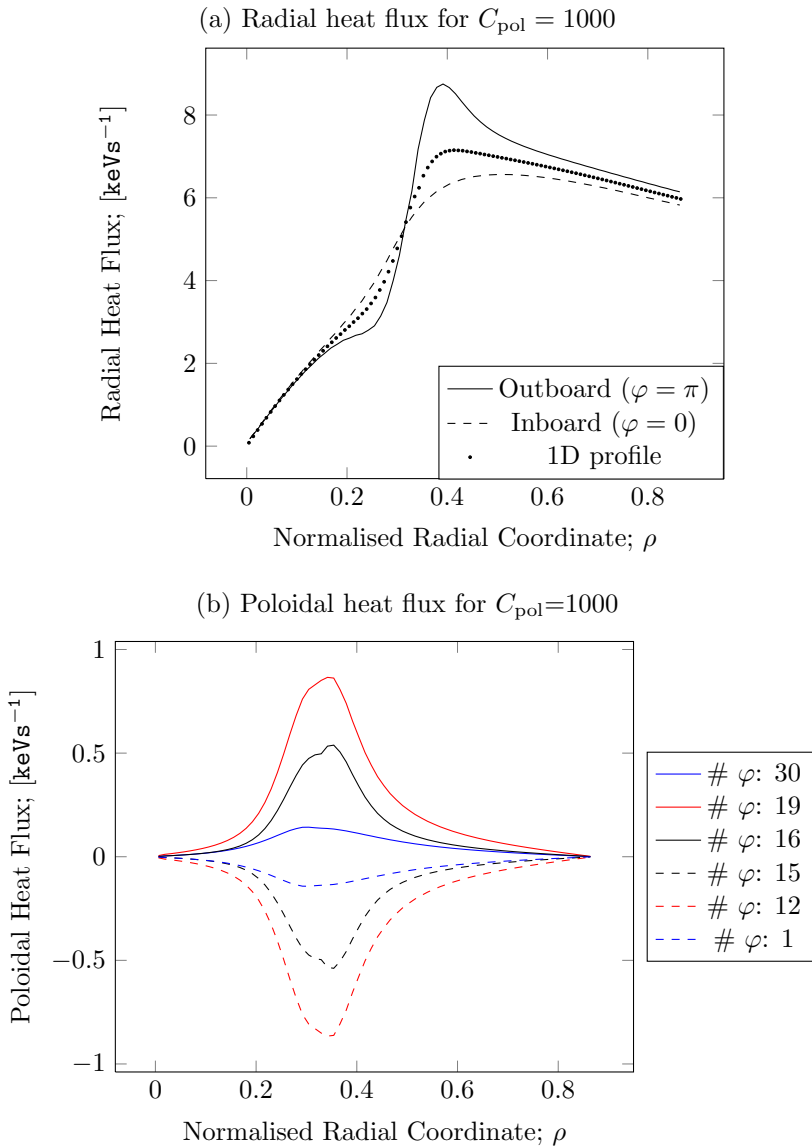 (a) Radial heat flux for C_pol = 1000
Radial Heat Flux; [keVs⁻¹]
8
6
4
2
0
Outboard (φ = π)
Inboard (φ = 0)
1D profile
0 0.2 0.4 0.6 0.8
Normalised Radial Coordinate; ρ
(b) Poloidal heat flux for C_pol=1000
Poloidal Heat Flux; [keVs⁻¹]
1
0.5
0
−0.5
−1
# φ: 30
# φ: 19
# φ: 16
# φ: 15
# φ: 12
# φ: 1
0 0.2 0.4 0.6 0.8
Normalised Radial Coordinate; ρ